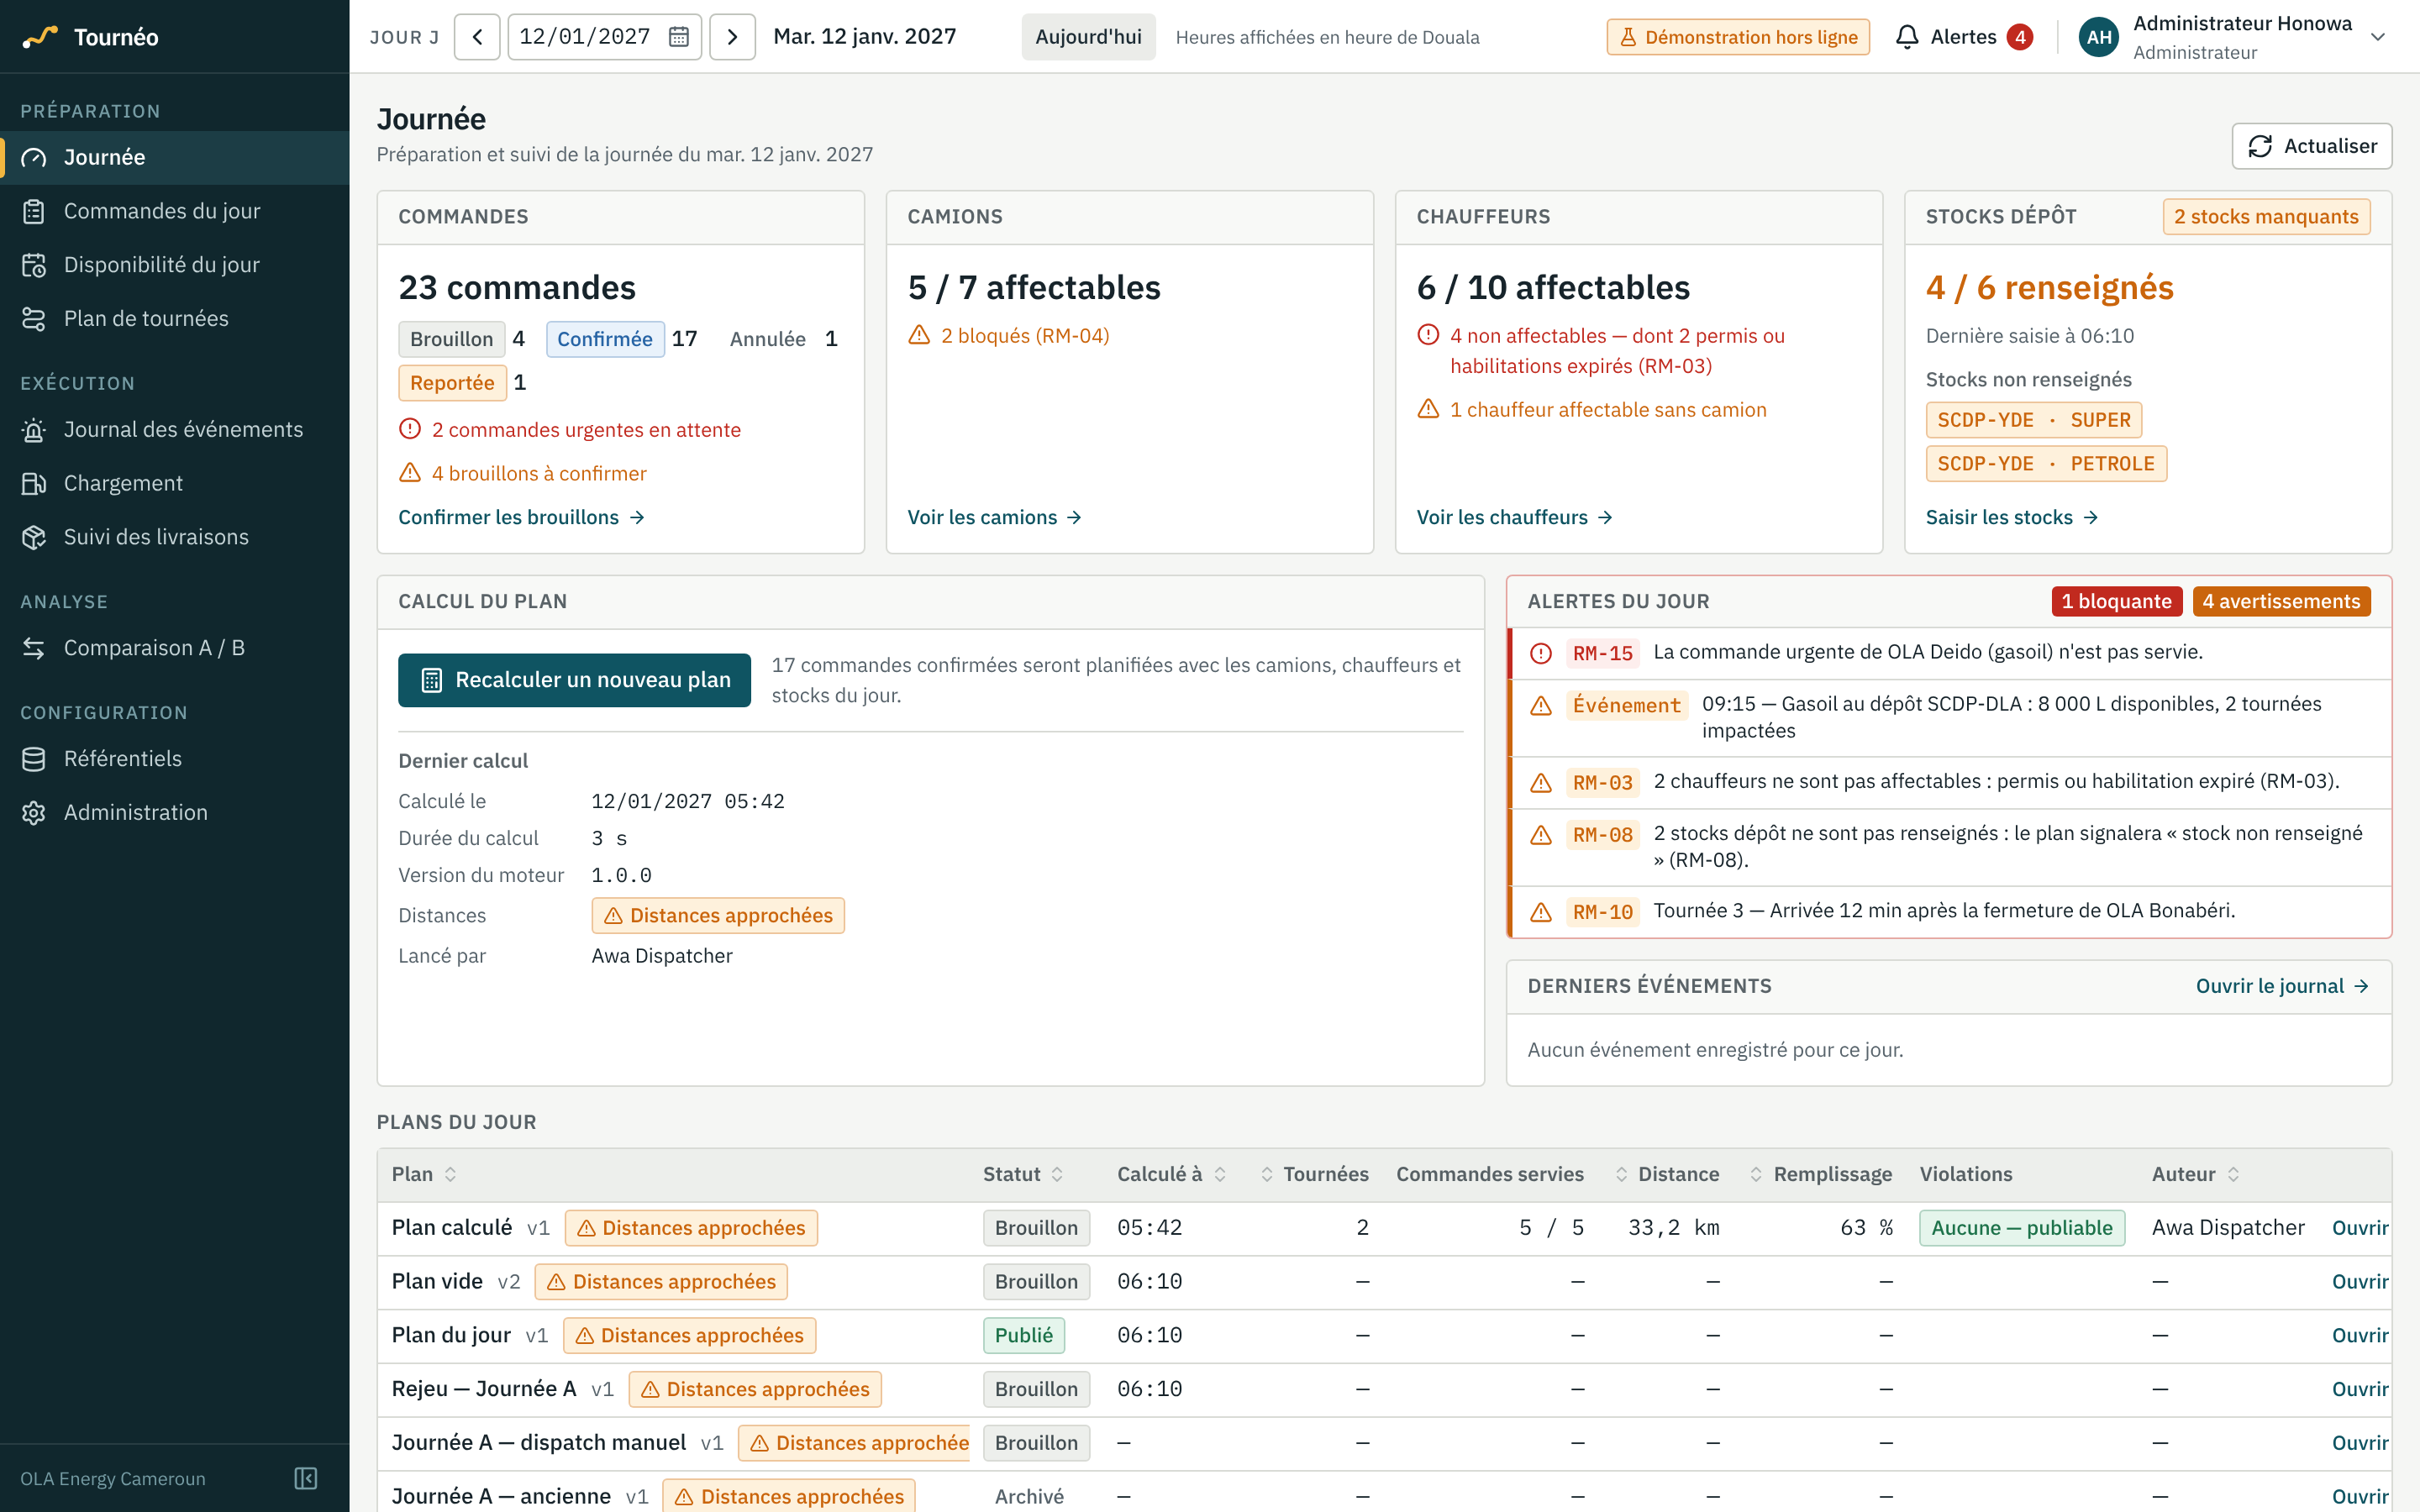 Tournéo
JOUR J
12/01/2027
Mar. 12 janv. 2027
Aujourd'hui
Heures affichées en heure de Douala
Démonstration hors ligne
Alertes 4
AH
Administrateur Honowa
Administrateur
PRÉPARATION
Journée
Commandes du jour
Disponibilité du jour
Plan de tournées
EXÉCUTION
Journal des événements
Chargement
Suivi des livraisons
ANALYSE
Comparaison A / B
CONFIGURATION
Référentiels
Administration
OLA Energy Cameroun
Journée
Préparation et suivi de la journée du mar. 12 janv. 2027
Actualiser
COMMANDES
23 commandes
Brouillon 4 Confirmée 17 Annulée 1
Reportée 1
2 commandes urgentes en attente
4 brouillons à confirmer
Confirmer les brouillons →
CAMIONS
5 / 7 affectables
2 bloqués (RM-04)
Voir les camions →
CHAUFFEURS
6 / 10 affectables
4 non affectables — dont 2 permis ou
habilitations expirés (RM-03)
1 chauffeur affectable sans camion
Voir les chauffeurs →
STOCKS DÉPÔT
2 stocks manquants
4 / 6 renseignés
Dernière saisie à 06:10
Stocks non renseignés
SCDP-YDE · SUPER
SCDP-YDE · PETROLE
Saisir les stocks →
CALCUL DU PLAN
Recalculer un nouveau plan
17 commandes confirmées seront planifiées avec les camions, chauffeurs et
stocks du jour.
Dernier calcul
Calculé le 12/01/2027 05:42
Durée du calcul 3 s
Version du moteur 1.0.0
Distances Distances approchées
Lancé par Awa Dispatcher
ALERTES DU JOUR
1 bloquante 4 avertissements
RM-15 La commande urgente de OLA Deido (gasoil) n'est pas servie.
Événement 09:15 — Gasoil au dépôt SCDP-DLA : 8 000 L disponibles, 2 tournées
impactées
RM-03 2 chauffeurs ne sont pas affectables : permis ou habilitation expiré (RM-03).
RM-08 2 stocks dépôt ne sont pas renseignés : le plan signalera « stock non renseigné
» (RM-08).
RM-10 Tournée 3 — Arrivée 12 min après la fermeture de OLA Bonabéri.
DERNIERS ÉVÉNEMENTS
Ouvrir le journal →
Aucun événement enregistré pour ce jour.
PLANS DU JOUR
Plan Statut Calculé à Tournées Commandes servies Distance Remplissage Violations Auteur
Plan calculé v1 Distances approchées Brouillon 05:42 2 5 / 5 33,2 km 63 % Aucune — publiable Awa Dispatcher Ouvrir
Plan vide v2 Distances approchées Brouillon 06:10 — — — — — Ouvrir
Plan du jour v1 Distances approchées Publié 06:10 — — — — — Ouvrir
Rejeu — Journée A v1 Distances approchées Brouillon 06:10 — — — — — Ouvrir
Journée A — dispatch manuel v1 Distances approchée Brouillon — — — — — — Ouvrir
Journée A — ancienne v1 Distances approchées Archivé — — — — — — Ouvrir